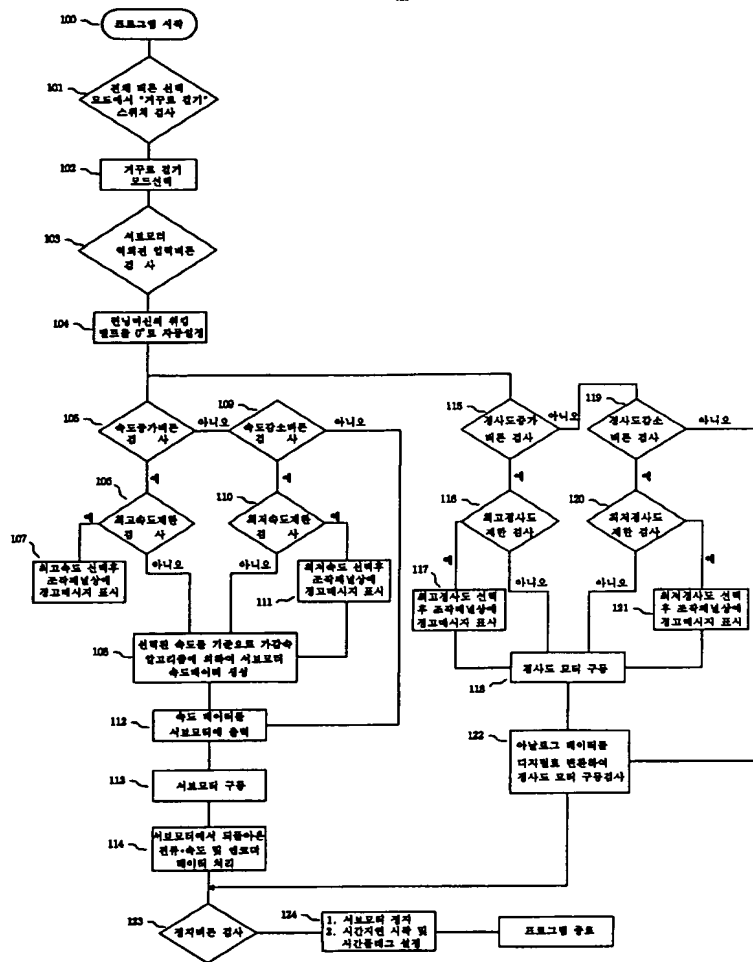 100
프로그램 시작
101
전체 버튼 선택
모드에서 "거꾸로 걷기"
스위치 검사
102
거꾸로 걷기
모드선택
103
서보모터
역회전 입력버튼
검 사
104
런닝머신의 워킹
벨트를 0°로 자동설정
105
속도증가버튼
검 사
아니오
109
속도감소버튼
검 사
아니오
115
경사도증가
버튼 검사
아니오
119
경사도감소
버튼 검사
아니오
예
예
예
예
106
최고속도제한
검 사
예
아니오
110
최저속도제한
검 사
예
아니오
116
최고경사도
제한 검사
예
아니오
120
최저경사도
제한 검사
예
아니오
107
최고속도 선택후
조작패널상에
경고메시지 표시
111
최저속도 선택후
조작패널상에
경고메시지 표시
117
최고경사도 선택
후 조작패널상에
경고메시지 표시
121
최저경사도 선택
후 조작패널상에
경고메시지 표시
108
선택된 속도를 기준으로 가감속
알고리즘에 의하여 서보모터
속도데이터 생성
118
경사도 모터 구동
112
속도 데이터를
서보모터에 출력
122
아날로그 데이터를
디지털로 변환하여
경사도 모터 구동검사
113
서보모터 구동
114
서보모터에서 되돌아온
전류·속도 및 엔코더
데이터 처리
123
정지버튼 검사
124
1. 서보모터 정지
2. 시간지연 시작 및
시간플래그 설정
프로그램 종료